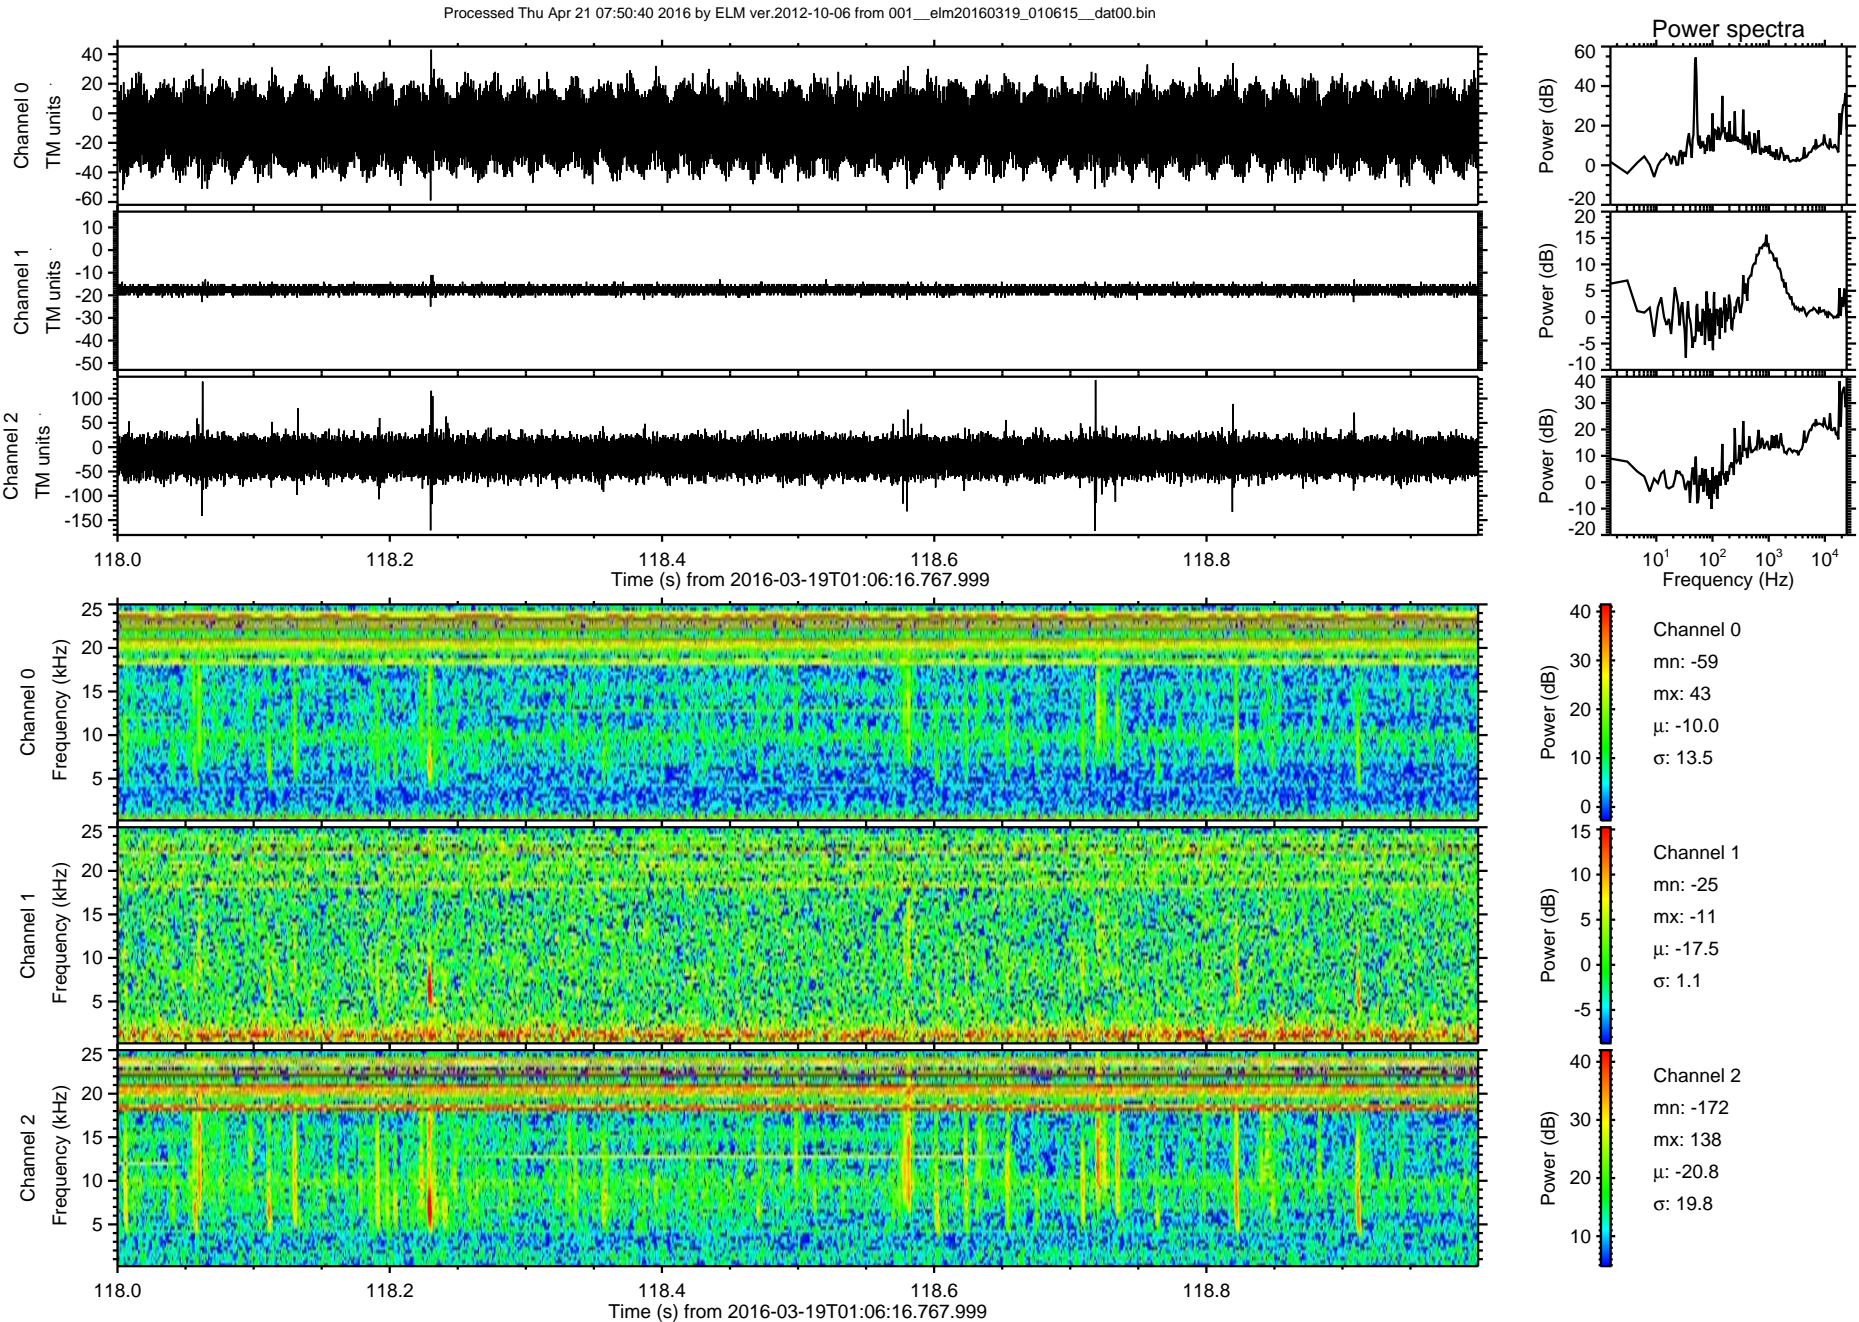 Processed Thu Apr 21 07:50:40 2016 by ELM ver.2012-10-06 from 001__elm20160319_010615__dat00.bin
Power spectra
Channel 0
TM units
40
20
0
-20
-40
-60
Power (dB)
60
40
20
0
-20
Channel 1
TM units
10
0
-10
-20
-30
-40
-50
Power (dB)
20
15
10
5
0
-5
-10
Channel 2
TM units
100
50
0
-50
-100
-150
Power (dB)
40
30
20
10
0
-10
-20
118.0 118.2 118.4 118.6 118.8
Time (s) from 2016-03-19T01:06:16.767.999
10^1 10^2 10^3 10^4
Frequency (Hz)
Channel 0
Frequency (kHz)
25
20
15
10
5
Power (dB)
40
30
20
10
0
Channel 0
mn: -59
mx: 43
μ: -10.0
σ: 13.5
Channel 1
Frequency (kHz)
25
20
15
10
5
Power (dB)
15
10
5
0
-5
Channel 1
mn: -25
mx: -11
μ: -17.5
σ: 1.1
Channel 2
Frequency (kHz)
25
20
15
10
5
Power (dB)
40
30
20
10
Channel 2
mn: -172
mx: 138
μ: -20.8
σ: 19.8
118.0 118.2 118.4 118.6 118.8
Time (s) from 2016-03-19T01:06:16.767.999